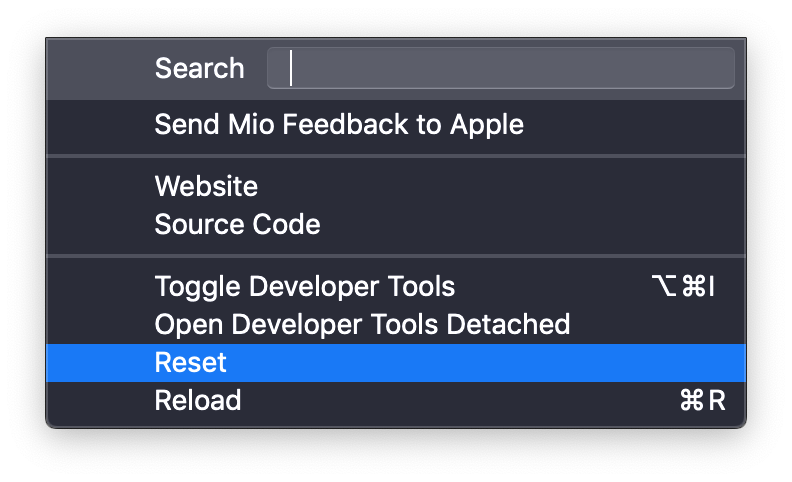 Search
Send Mio Feedback to Apple
Website
Source Code
Toggle Developer Tools ⌥⌘I
Open Developer Tools Detached
Reset
Reload ⌘R